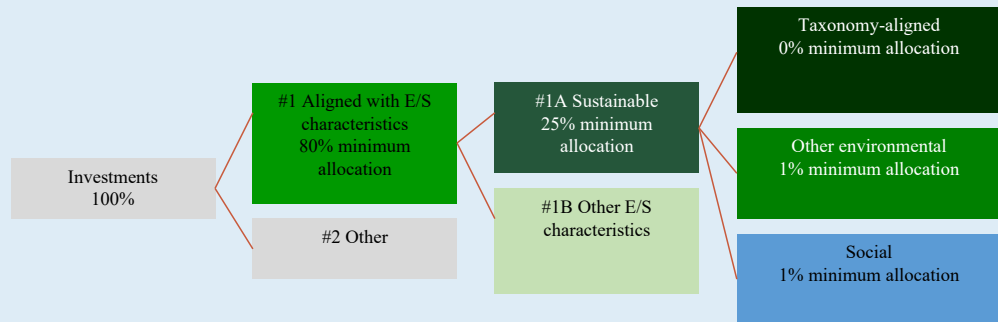 Investments
100%
#1 Aligned with E/S
characteristics
80% minimum
allocation
#2 Other
#1A Sustainable
25% minimum
allocation
#1B Other E/S
characteristics
Taxonomy-aligned
0% minimum allocation
Other environmental
1% minimum allocation
Social
1% minimum allocation